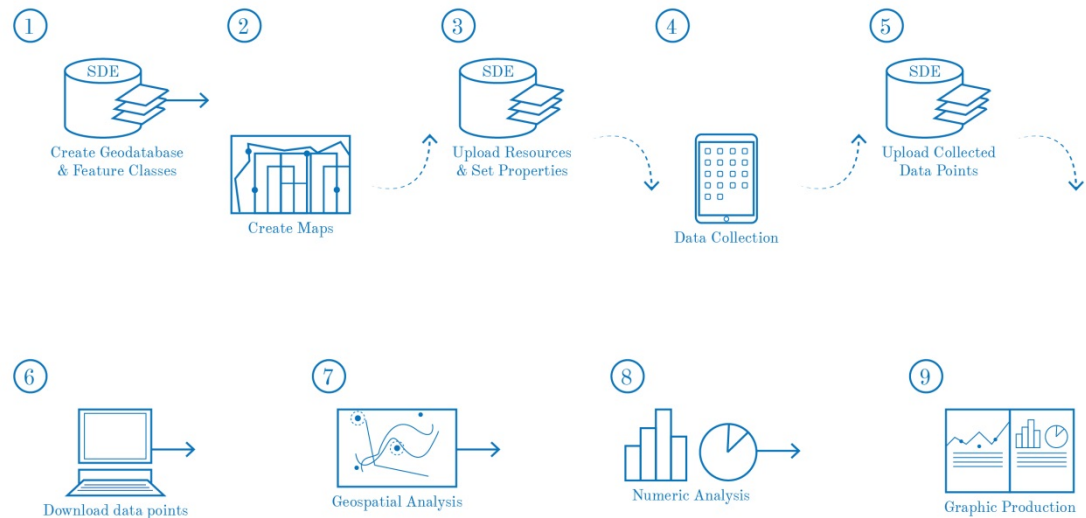 1
2
3
4
5
SDE
SDE
SDE
Create Geodatabase
& Feature Classes
Create Maps
Upload Resources
& Set Properties
Data Collection
Upload Collected
Data Points
6
7
8
9
Download data points
Geospatial Analysis
Numeric Analysis
Graphic Production